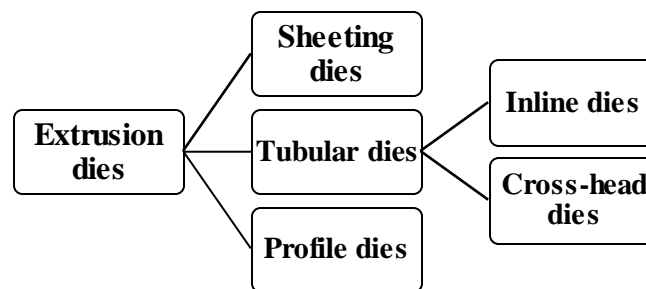 Sheeting
dies
Extrusion
dies
Tubular dies
Profile dies
Inline dies
Cross-head
dies